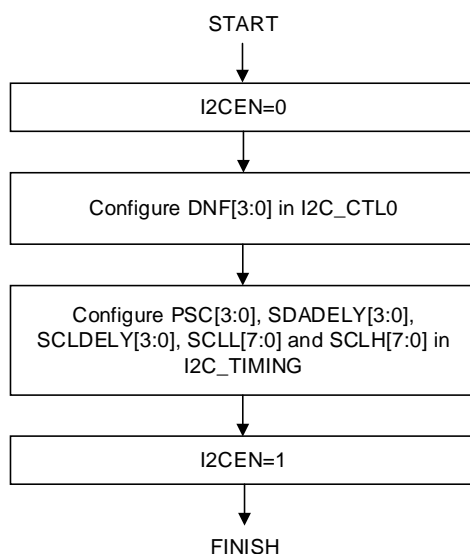 START
I2CEN=0
Configure DNF[3:0] in I2C_CTL0
Configure PSC[3:0], SDADELY[3:0],
SCLDELY[3:0], SCLL[7:0] and SCLH[7:0] in
I2C_TIMING
I2CEN=1
FINISH